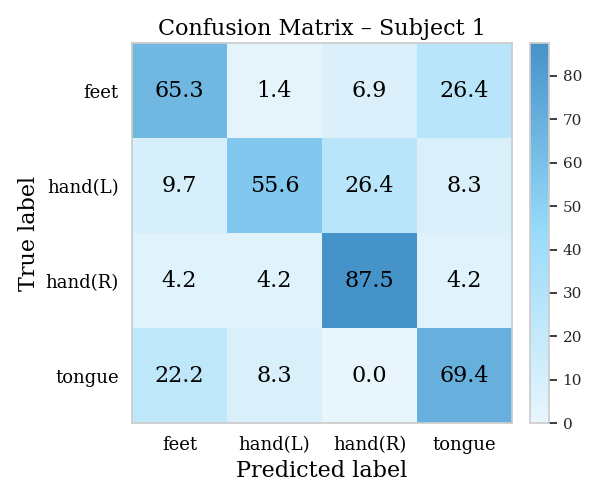 Confusion Matrix – Subject 1
feet 65.3 1.4 6.9 26.4
hand(L) 9.7 55.6 26.4 8.3
hand(R) 4.2 4.2 87.5 4.2
tongue 22.2 8.3 0.0 69.4
feet hand(L) hand(R) tongue
Predicted label
True label
80
70
60
50
40
30
20
10
0